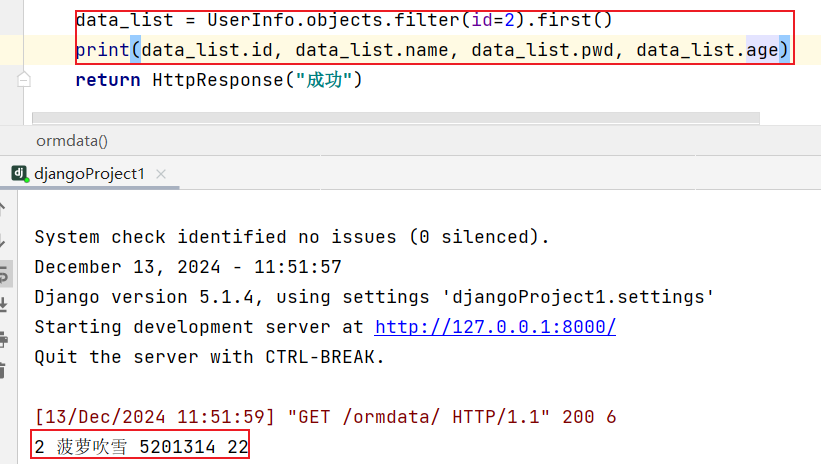 data_list = UserInfo.objects.filter(id=2).first()
print(data_list.id, data_list.name, data_list.pwd, data_list.age)
return HttpResponse("成功")
ormdata()
dj djangoProject1
System check identified no issues (0 silenced).
December 13, 2024 - 11:51:57
Django version 5.1.4, using settings 'djangoProject1.settings'
Starting development server at http://127.0.0.1:8000/
Quit the server with CTRL-BREAK.
[13/Dec/2024 11:51:59] "GET /ormdata/ HTTP/1.1" 200 6
2 菠萝吹雪 5201314 22